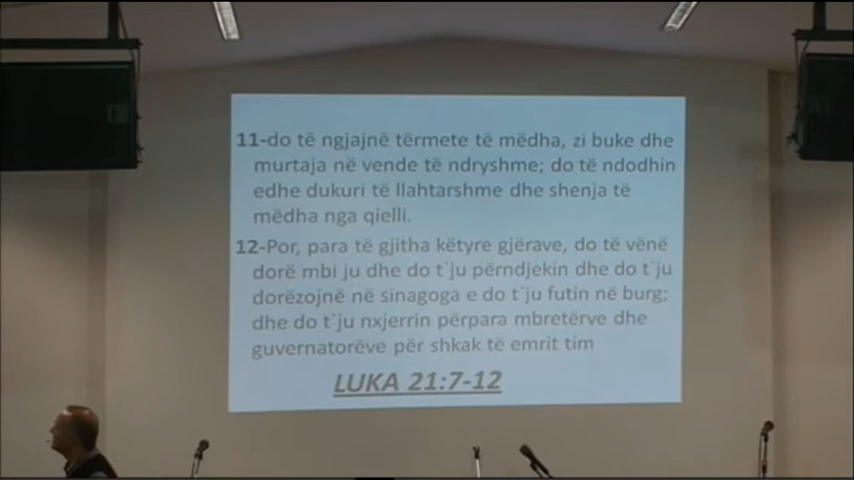 11-do të ngjajnë tërmete të mëdha, zi buke dhe
murtaja në vende të ndryshme; do të ndodhin
edhe dukuri të llahtarshme dhe shenja të
mëdha nga qielli.
12-Por, para të gjitha këtyre gjërave, do të vënë
dorë mbi ju dhe do t`ju përndjekin dhe do t`ju
dorëzojnë në sinagoga e do t`ju futin në burg;
dhe do t`ju nxjerrin përpara mbretërve dhe
guvernatorëve për shkak të emrit tim
LUKA 21:7-12